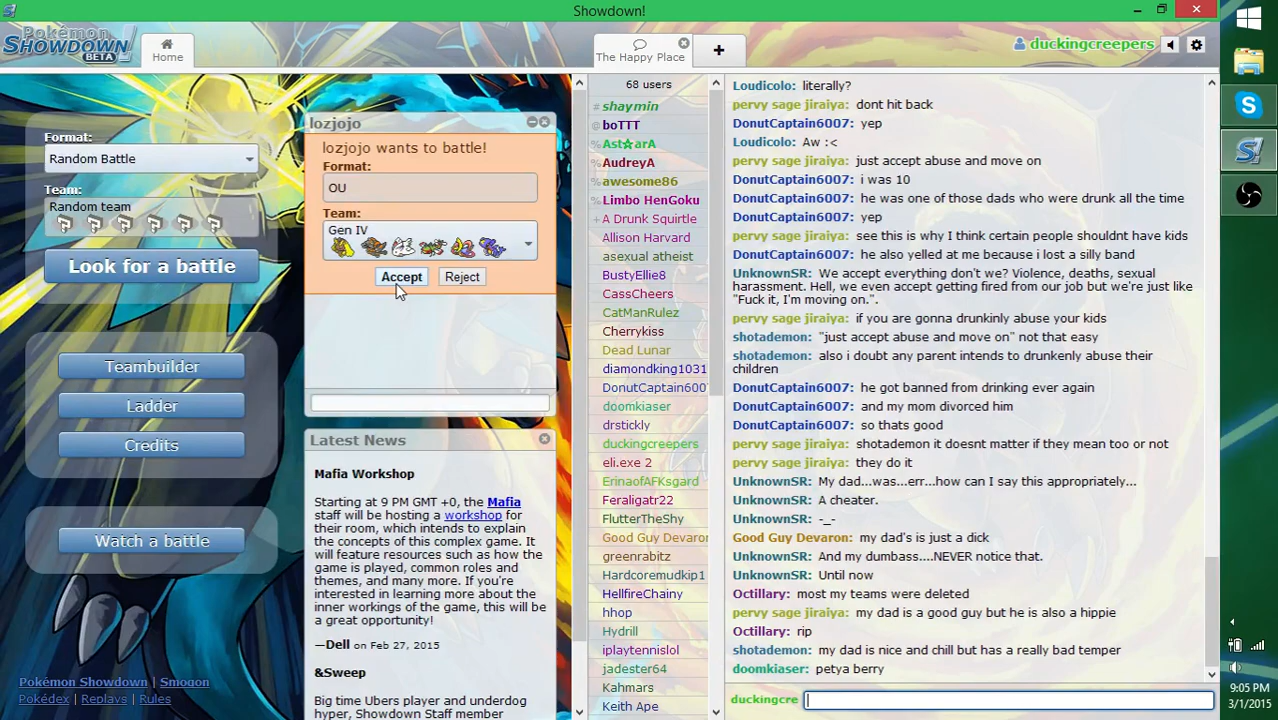 Showdown!
Pokémon
SHOWDOWN
BETA
Home
The Happy Place
+
duckingcreepers
Format:
Random Battle
Team:
Random team
Look for a battle
Teambuilder
Ladder
Credits
Watch a battle
Pokémon Showdown | Smogon
Pokédex | Replays | Rules
lozjojo
lozjojo wants to battle!
Format:
OU
Team:
Gen IV
Accept
Reject
Latest News
Mafia Workshop
Starting at 9 PM GMT +0, the Mafia
staff will be hosting a workshop for
their room, which intends to explain
the concepts of this complex game. It
will feature resources such as how the
game is played, common roles and
themes, and many more. If you're
interested in learning more about the
inner workings of the game, this will be
a great opportunity!
—Dell on Feb 27, 2015
&Sweep
Big time Ubers player and underdog
hyper, Showdown Staff member
68 users
# shaymin
@ boTTT
% Ast☆arA
% AudreyA
% awesome86
% Limbo HenGoku
+ A Drunk Squirtle
Allison Harvard
asexual atheist
BustyEllie8
CassCheers
CatManRulez
Cherrykiss
Dead Lunar
diamondking1031
DonutCaptain600
doomkiaser
drstickly
duckingcreepers
eli.exe 2
ErinaofAFKsgard
Feraligatr22
FlutterTheShy
Good Guy Devaron
greenrabitz
Hardcoremudkip1
HellfireChainy
hhop
Hydrill
iplaytennislol
jadester64
Kahmars
Keith Ape
Loudicolo: literally?
pervy sage jiraiya: dont hit back
DonutCaptain6007: yep
Loudicolo: Aw :<
pervy sage jiraiya: just accept abuse and move on
DonutCaptain6007: i was 10
DonutCaptain6007: he was one of those dads who were drunk all the time
DonutCaptain6007: yep
pervy sage jiraiya: see this is why I think certain people shouldnt have kids
DonutCaptain6007: he also yelled at me because i lost a silly band
UnknownSR: We accept everything don't we? Violence, deaths, sexual
harassment. Hell, we even accept getting fired from our job but we're just like
"Fuck it, I'm moving on.".
pervy sage jiraiya: if you are gonna drunkinly abuse your kids
shotademon: "just accept abuse and move on" not that easy
shotademon: also i doubt any parent intends to drunkenly abuse their
children
DonutCaptain6007: he got banned from drinking ever again
DonutCaptain6007: and my mom divorced him
DonutCaptain6007: so thats good
pervy sage jiraiya: shotademon it doesnt matter if they mean too or not
pervy sage jiraiya: they do it
UnknownSR: My dad...was...err...how can I say this appropriately...
UnknownSR: A cheater.
UnknownSR: -_-
Good Guy Devaron: my dad's is just a dick
UnknownSR: And my dumbass....NEVER notice that.
UnknownSR: Until now
Octillary: most my teams were deleted
pervy sage jiraiya: my dad is a good guy but he is also a hippie
Octillary: rip
shotademon: my dad is nice and chill but has a really bad temper
doomkiaser: petya berry
duckingcre
9:05 PM
3/1/2015